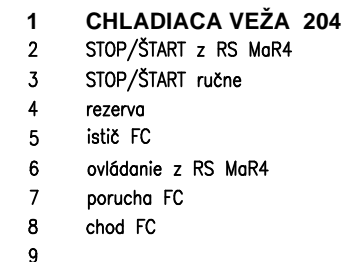 1 CHLADIACA VEŽA 204
2 STOP/ŠTART z RS MaR4
3 STOP/ŠTART ručne
4 rezerva
5 istič FC
6 ovládanie z RS MaR4
7 porucha FC
8 chod FC
9